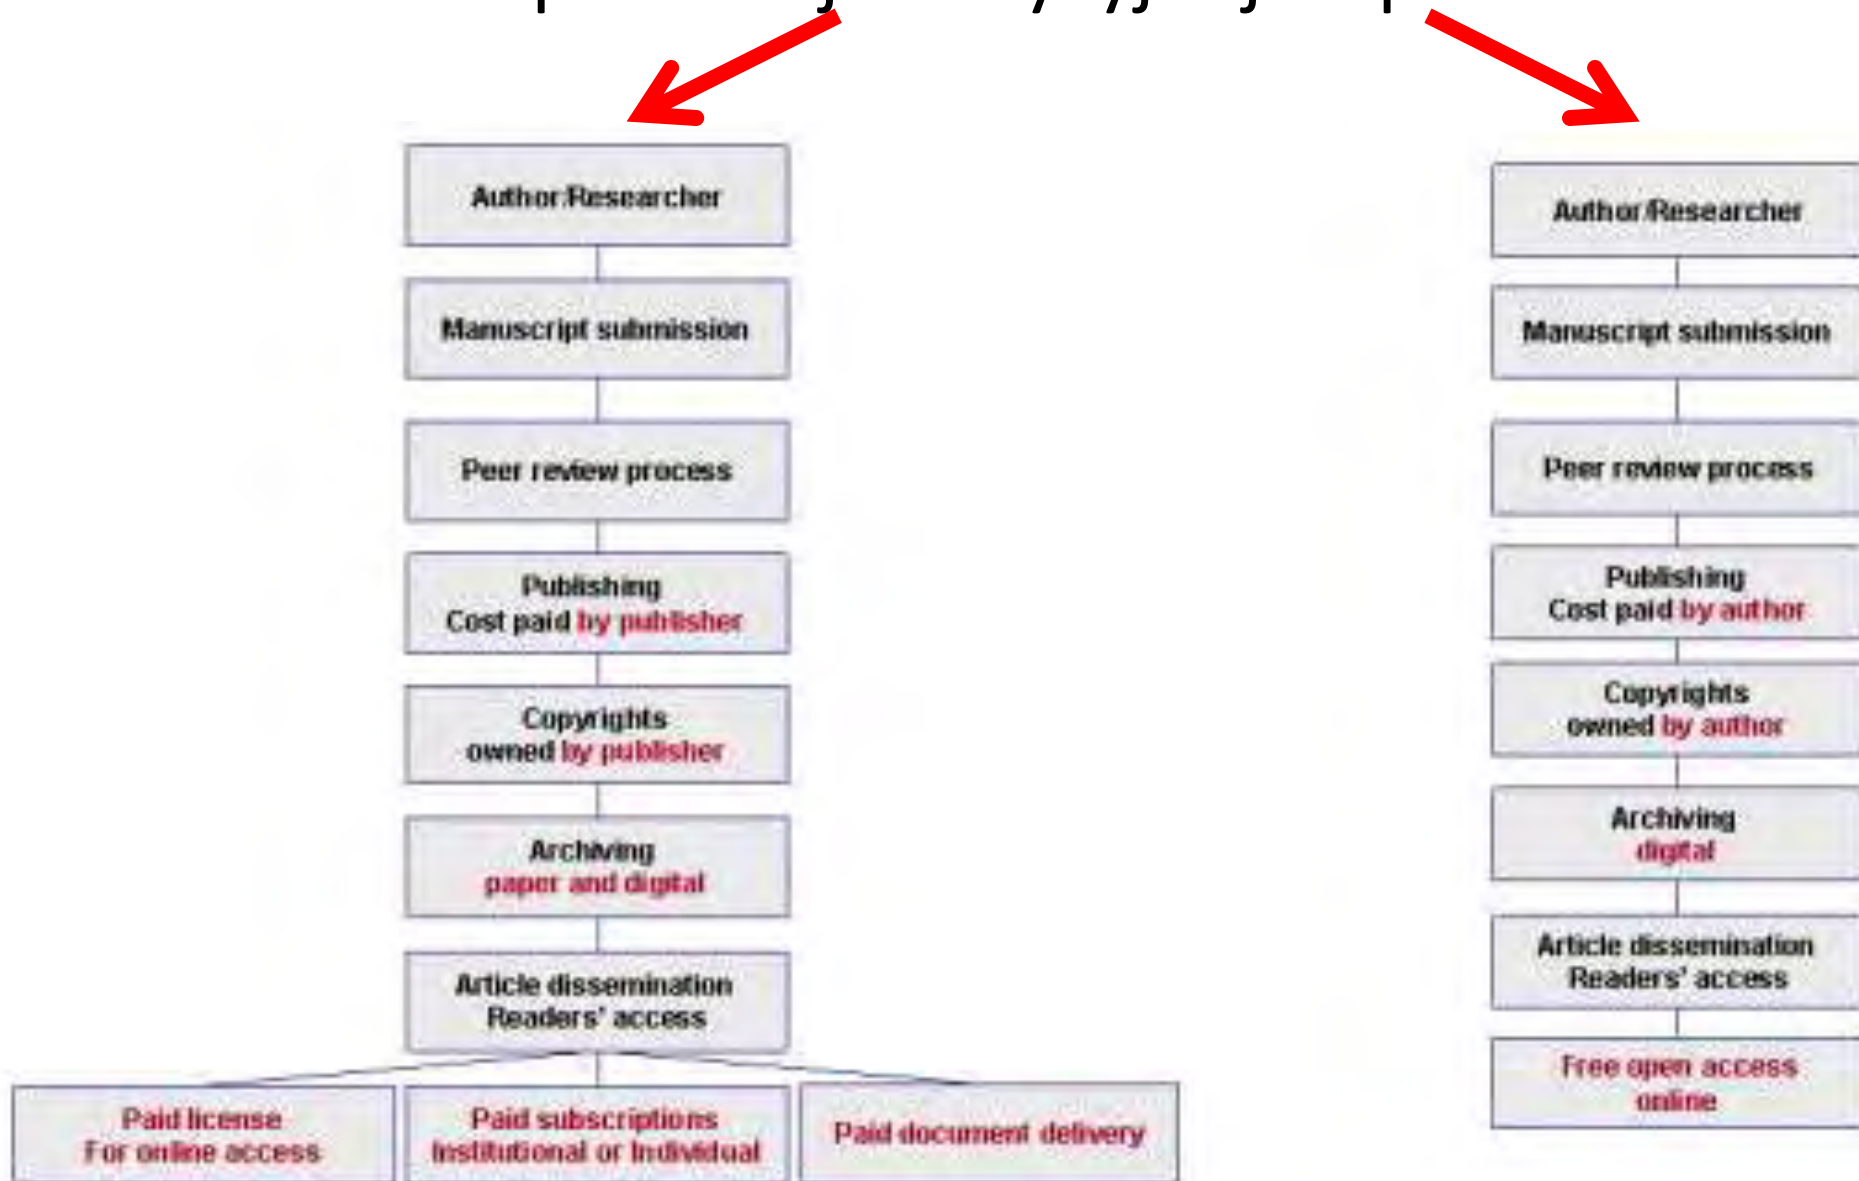 Author/Researcher
Manuscript submission
Peer review process
Publishing
Cost paid by publisher
Copyrights
owned by publisher
Archiving
paper and digital
Article dissemination
Readers' access
Paid license
For online access
Paid subscriptions
Institutional or Individual
Paid document delivery
Author/Researcher
Manuscript submission
Peer review process
Publishing
Cost paid by author
Copyrights
owned by author
Archiving
digital
Article dissemination
Readers' access
Free open access
online